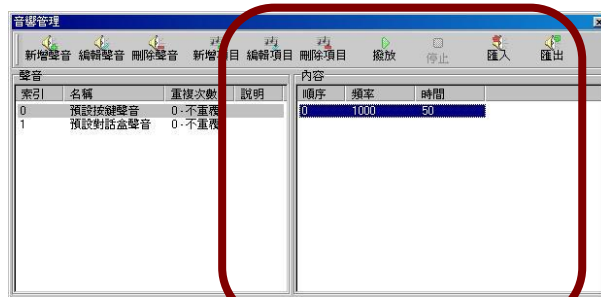 音響管理
新增聲音 編輯聲音 刪除聲音 新增項目 編輯項目 刪除項目 撥放 停止 匯入 匯出
聲音 內容
索引 名稱 重複次數 說明 順序 頻率 時間
0 預設按鍵聲音 0 - 不重覆 0 1000 50
1 預設對話盒聲音 0 - 不重覆